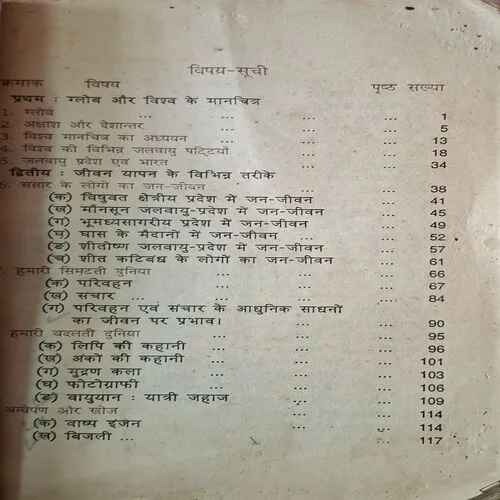 विषय-सूची
क्रमांक विषय पृष्ठ संख्या
प्रथम : ग्लोब और विश्व के मानचित्र
1. ग्लोब ... ... ... 1
2. अक्षांश और देशान्तर ... ... 5
3. विश्व मानचित्र का अध्ययन ... ... 13
4. विश्व की विभिन्न जलवायु पट्टियाँ ... ... 18
5. जलवायु प्रदेश एवं भारत ... ... 34
द्वितीय : जीवन यापन के विभिन्न तरीके
6. संसार के लोगों का जन-जीवन ... ... 38
(क) विषुवत क्षेत्रीय प्रदेश में जन-जीवन ... 41
(ख) मौनसून जलवायु-प्रदेश में जन-जीवन ... 45
(ग) भूमध्यसागरीय प्रदेश में जन-जीवन ... 49
(घ) घास के मैदानों में जन-जीवन ... ... 52
(ङ) शीतोष्ण जलवायु-प्रदेश में जन-जीवन ... 57
(च) शीत कटिबंध के लोगों का जन-जीवन ... 61
हमारी सिमटती दुनिया ... ... 66
(क) परिवहन ... ... ... 67
(ख) संचार ... ... ... ... 84
(ग) परिवहन एवं संचार के आधुनिक साधनों
का जीवन पर प्रभाव। ... ... 90
हमारी बदलती दुनिया ... ... 95
(क) लिपि की कहानी ... ... 96
(ख) अंकों की कहानी ... ... 101
(ग) मुद्रण कला ... ... 103
(घ) फोटोग्राफी ... ... 106
(ङ) वायुयान : यात्री जहाज ... ... 109
अन्वेषण और खोज ... ... 114
(क) वाष्प इंजन ... ... 114
(ख) बिजली ... ... ... 117